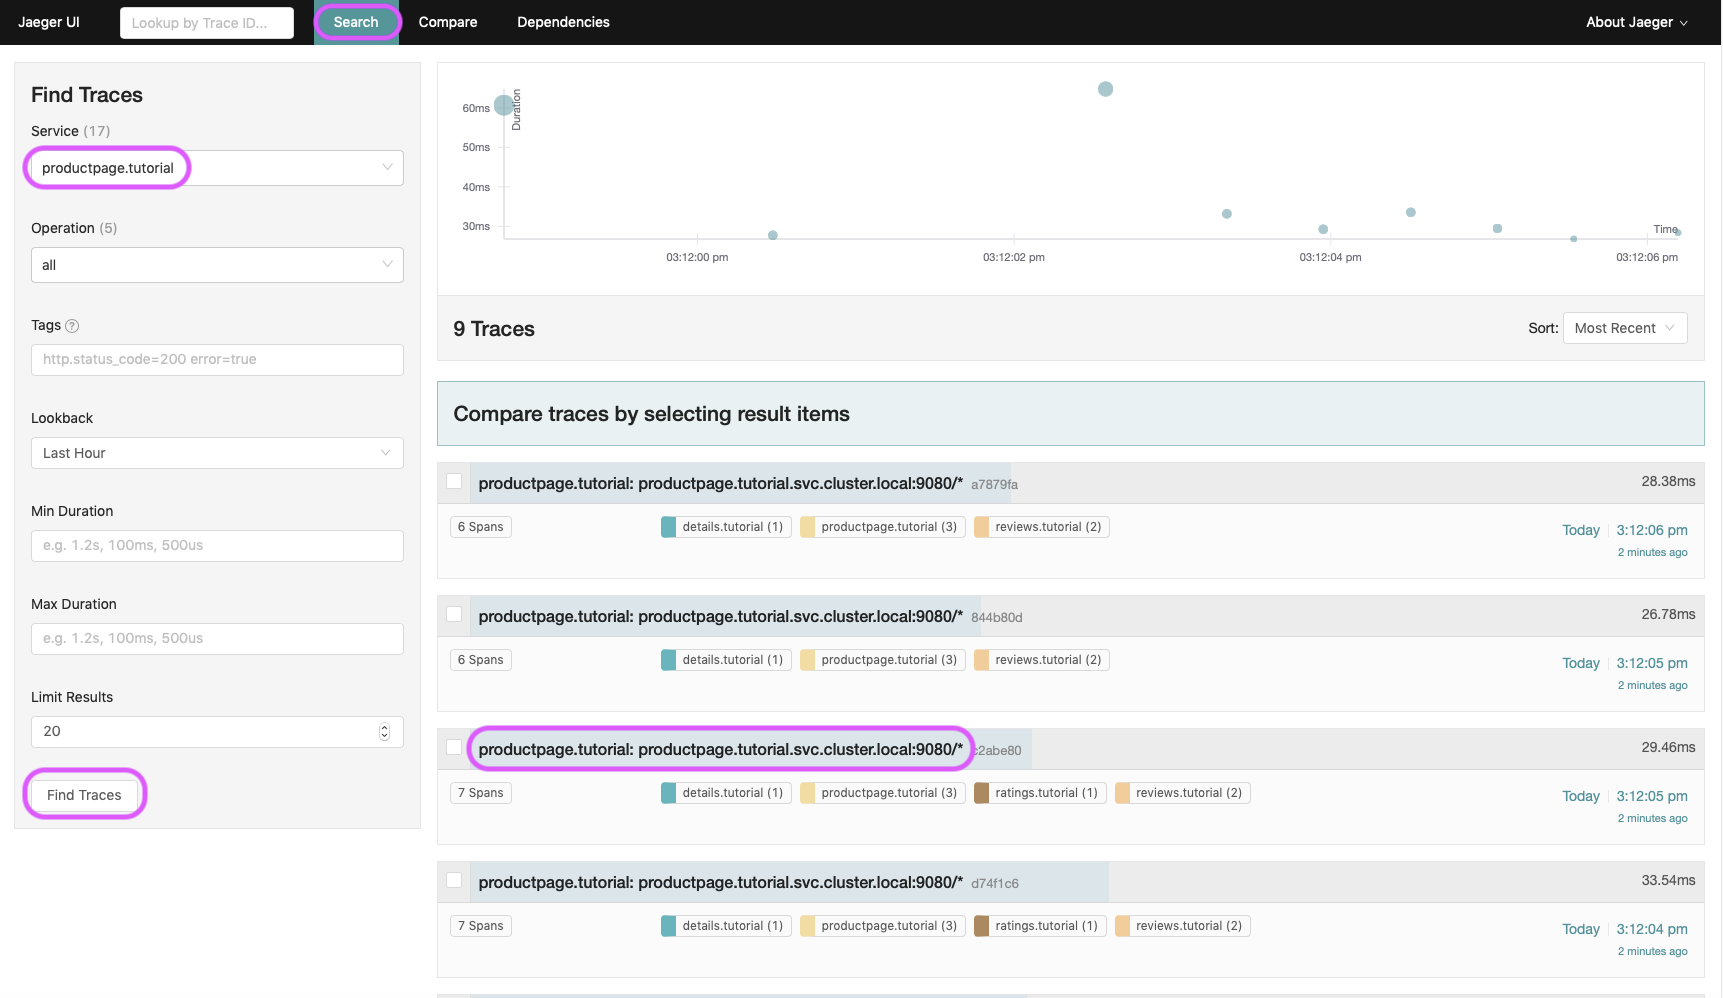 Jaeger UI
Lookup by Trace ID...
Search
Compare
Dependencies
About Jaeger
Find Traces
Service (17)
productpage.tutorial
Operation (5)
all
Tags ?
http.status_code=200 error=true
Lookback
Last Hour
Min Duration
e.g. 1.2s, 100ms, 500us
Max Duration
e.g. 1.2s, 100ms, 500us
Limit Results
20
Find Traces
Duration
60ms
50ms
40ms
30ms
Time
03:12:00 pm
03:12:02 pm
03:12:04 pm
03:12:06 pm
9 Traces
Sort: Most Recent
Compare traces by selecting result items
productpage.tutorial: productpage.tutorial.svc.cluster.local:9080/* a7879fa
28.38ms
6 Spans
details.tutorial (1)
productpage.tutorial (3)
reviews.tutorial (2)
Today 3:12:06 pm
2 minutes ago
productpage.tutorial: productpage.tutorial.svc.cluster.local:9080/* 844b80d
26.78ms
6 Spans
details.tutorial (1)
productpage.tutorial (3)
reviews.tutorial (2)
Today 3:12:05 pm
2 minutes ago
productpage.tutorial: productpage.tutorial.svc.cluster.local:9080/* c2abe80
29.46ms
7 Spans
details.tutorial (1)
productpage.tutorial (3)
ratings.tutorial (1)
reviews.tutorial (2)
Today 3:12:05 pm
2 minutes ago
productpage.tutorial: productpage.tutorial.svc.cluster.local:9080/* d74f1c6
33.54ms
7 Spans
details.tutorial (1)
productpage.tutorial (3)
ratings.tutorial (1)
reviews.tutorial (2)
Today 3:12:04 pm
2 minutes ago